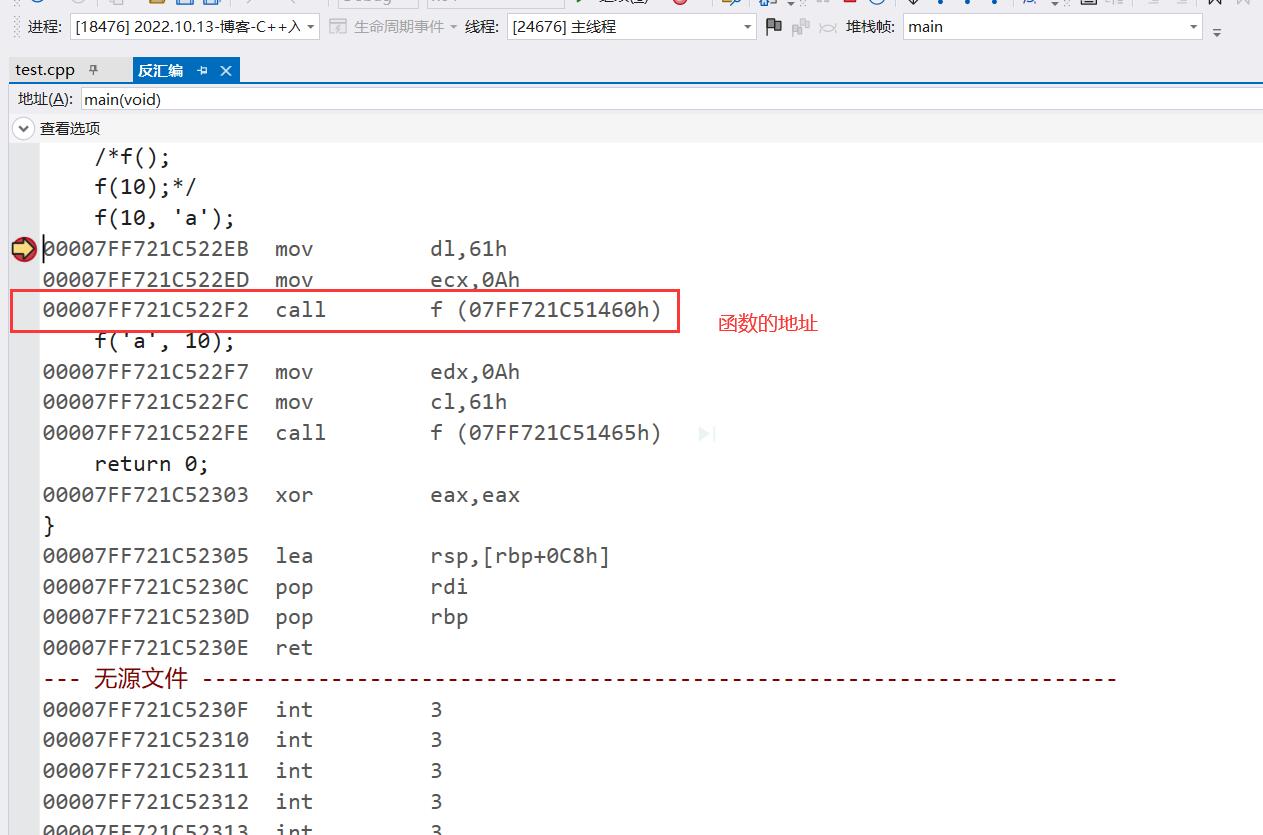 进程: [18476] 2022.10.13-博客-C++入 生命周期事件 线程: [24676] 主线程 堆栈帧: main
test.cpp 反汇编
地址(A): main(void)
查看选项
/*f();
f(10);*/
f(10, 'a');
00007FF721C522EB mov dl,61h
00007FF721C522ED mov ecx,0Ah
00007FF721C522F2 call f (07FF721C51460h)
函数的地址
f('a', 10);
00007FF721C522F7 mov edx,0Ah
00007FF721C522FC mov cl,61h
00007FF721C522FE call f (07FF721C51465h)
return 0;
00007FF721C52303 xor eax,eax
}
00007FF721C52305 lea rsp,[rbp+0C8h]
00007FF721C5230C pop rdi
00007FF721C5230D pop rbp
00007FF721C5230E ret
--- 无源文件 ------------------------------------------------------------------------
00007FF721C5230F int 3
00007FF721C52310 int 3
00007FF721C52311 int 3
00007FF721C52312 int 3
00007FF721C52313 int 3